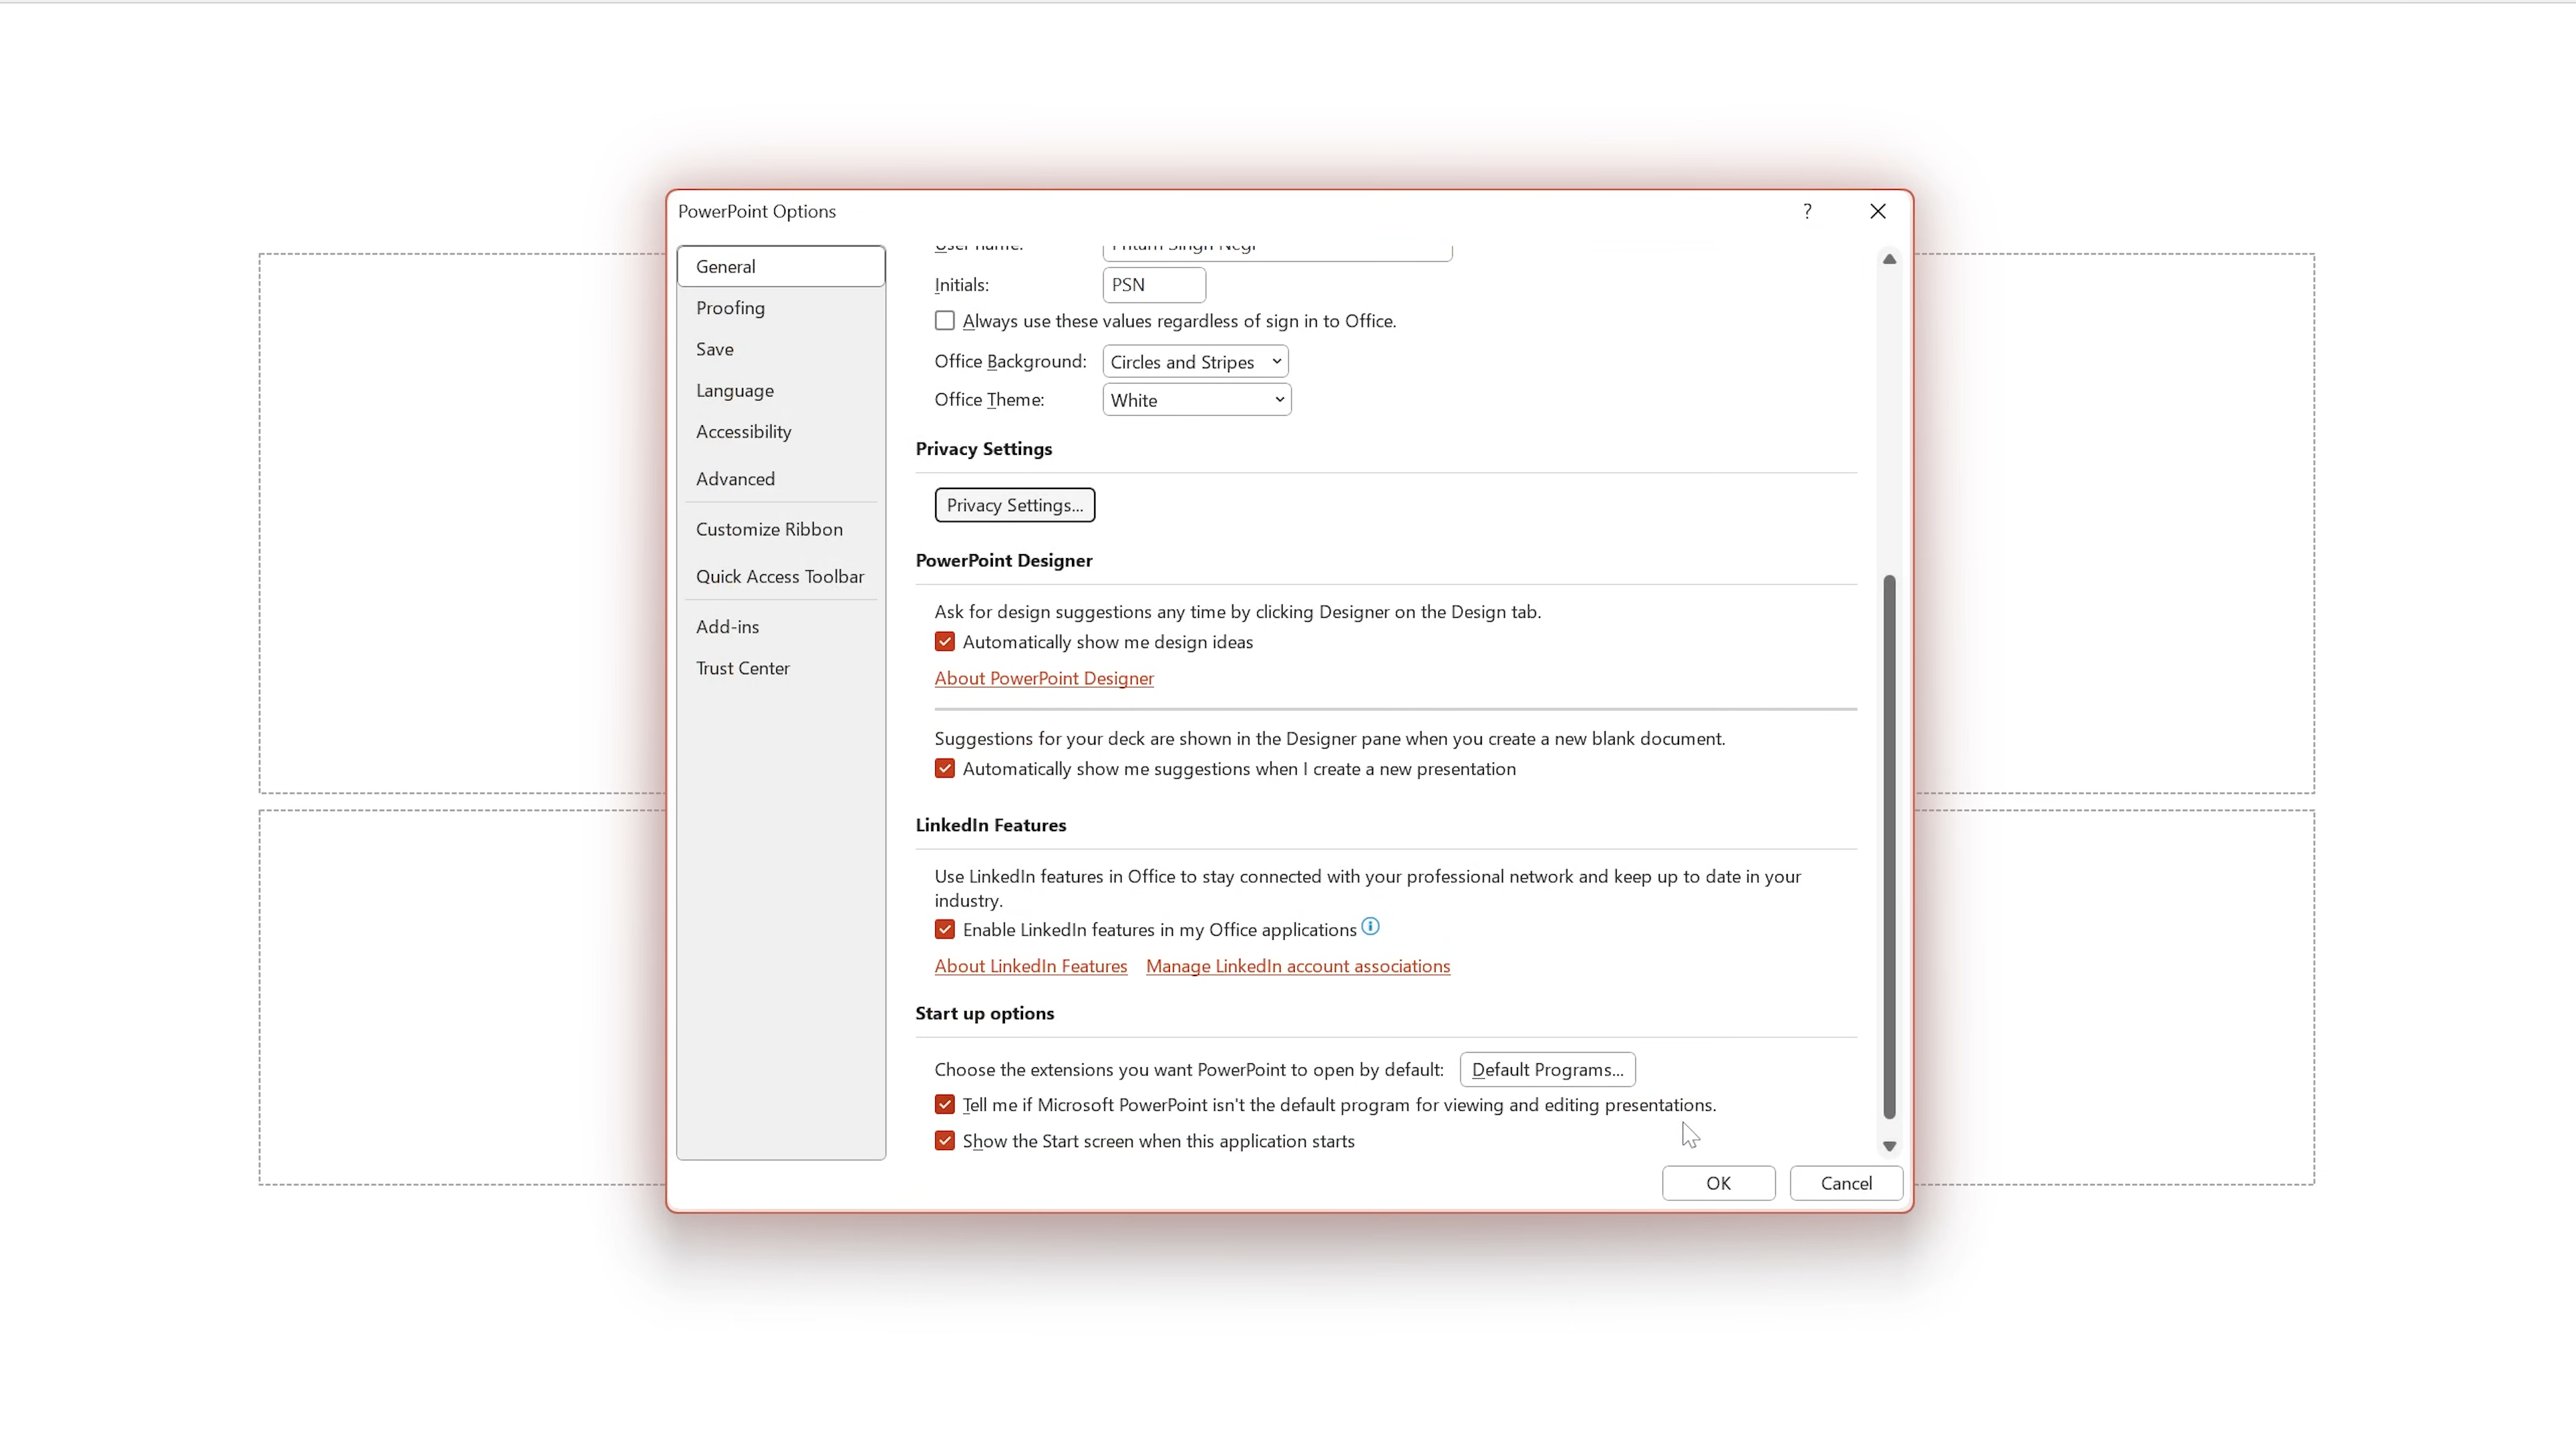 PowerPoint Options
?
General
Proofing
Save
Language
Accessibility
Advanced
Customize Ribbon
Quick Access Toolbar
Add-ins
Trust Center
User name:
Initials: PSN
Always use these values regardless of sign in to Office.
Office Background: Circles and Stripes
Office Theme: White
Privacy Settings
Privacy Settings...
PowerPoint Designer
Ask for design suggestions any time by clicking Designer on the Design tab.
Automatically show me design ideas
About PowerPoint Designer
Suggestions for your deck are shown in the Designer pane when you create a new blank document.
Automatically show me suggestions when I create a new presentation
LinkedIn Features
Use LinkedIn features in Office to stay connected with your professional network and keep up to date in your
industry.
Enable LinkedIn features in my Office applications
About LinkedIn Features Manage LinkedIn account associations
Start up options
Choose the extensions you want PowerPoint to open by default: Default Programs...
Tell me if Microsoft PowerPoint isn't the default program for viewing and editing presentations.
Show the Start screen when this application starts
OK Cancel